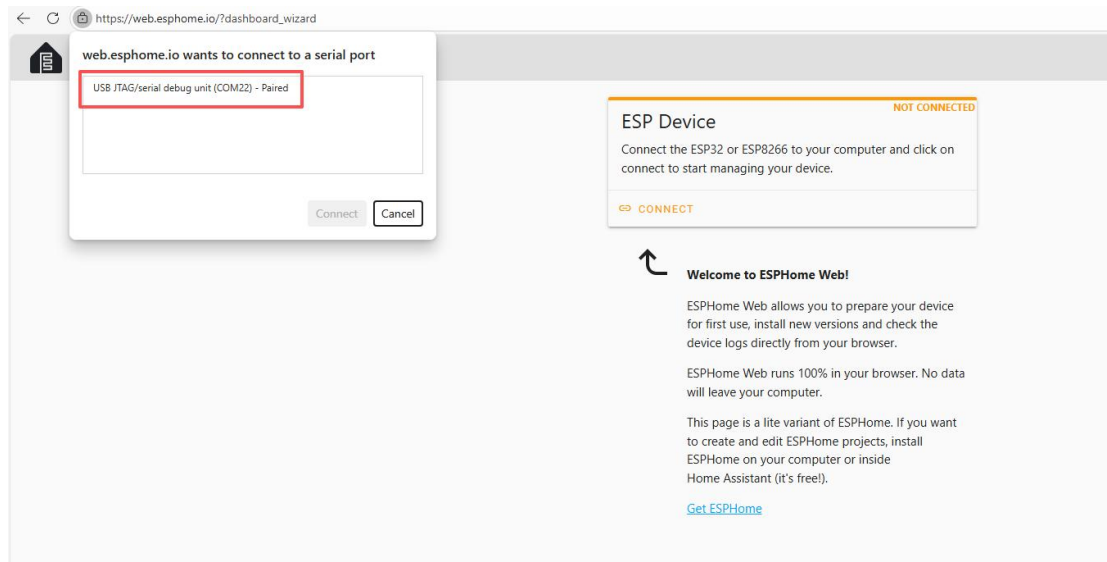 https://web.esphome.io/?dashboard_wizard
web.esphome.io wants to connect to a serial port
USB JTAG/serial debug unit (COM22) - Paired
Connect
Cancel
NOT CONNECTED
ESP Device
Connect the ESP32 or ESP8266 to your computer and click on
connect to start managing your device.
CONNECT
Welcome to ESPHome Web!
ESPHome Web allows you to prepare your device
for first use, install new versions and check the
device logs directly from your browser.
ESPHome Web runs 100% in your browser. No data
will leave your computer.
This page is a lite variant of ESPHome. If you want
to create and edit ESPHome projects, install
ESPHome on your computer or inside
Home Assistant (it's free!).
Get ESPHome